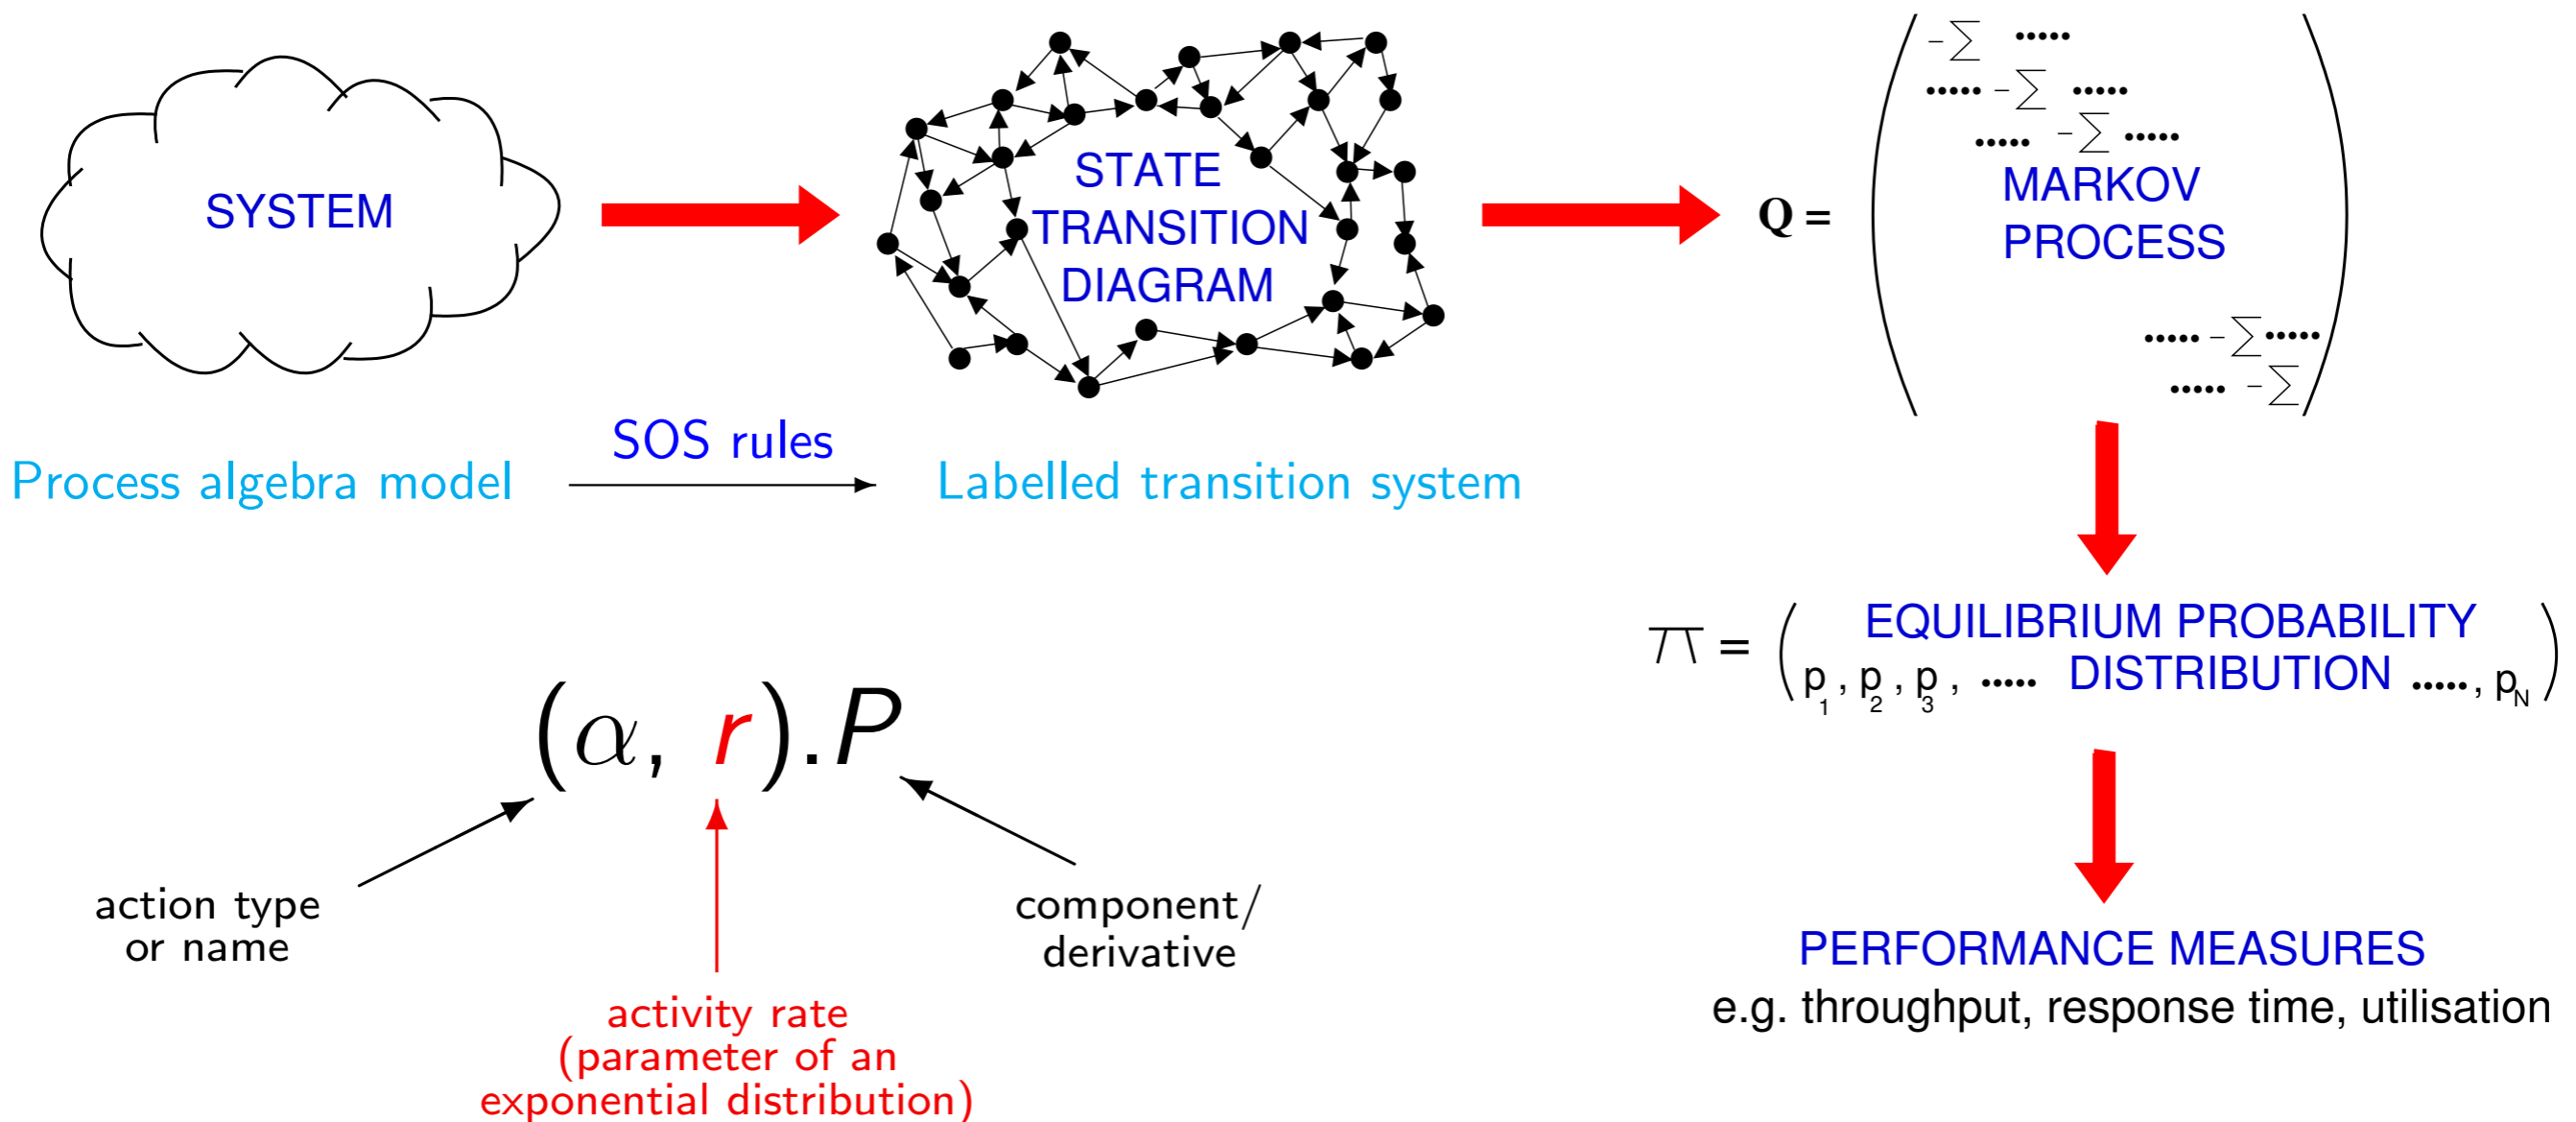 SYSTEM
STATE
TRANSITION
DIAGRAM
Q =
– ∑ •••••
••••• – ∑ •••••
••••• – ∑ •••••
MARKOV
PROCESS
••••• – ∑ •••••
••••• – ∑
SOS rules
Process algebra model
Labelled transition system
(α, r).P
action type
or name
activity rate
(parameter of an
exponential distribution)
component/
derivative
π = ( EQUILIBRIUM PROBABILITY
p1 , p2 , p3 , ••••• DISTRIBUTION ••••• , pN )
PERFORMANCE MEASURES
e.g. throughput, response time, utilisation